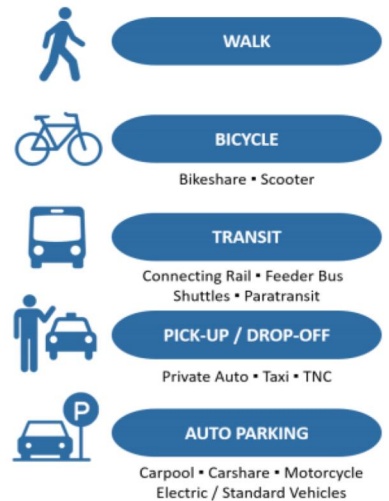 WALK
BICYCLE
Bikeshare ▪ Scooter
TRANSIT
Connecting Rail ▪ Feeder Bus
Shuttles ▪ Paratransit
PICK-UP / DROP-OFF
Private Auto ▪ Taxi ▪ TNC
P
AUTO PARKING
Carpool ▪ Carshare ▪ Motorcycle
Electric / Standard Vehicles